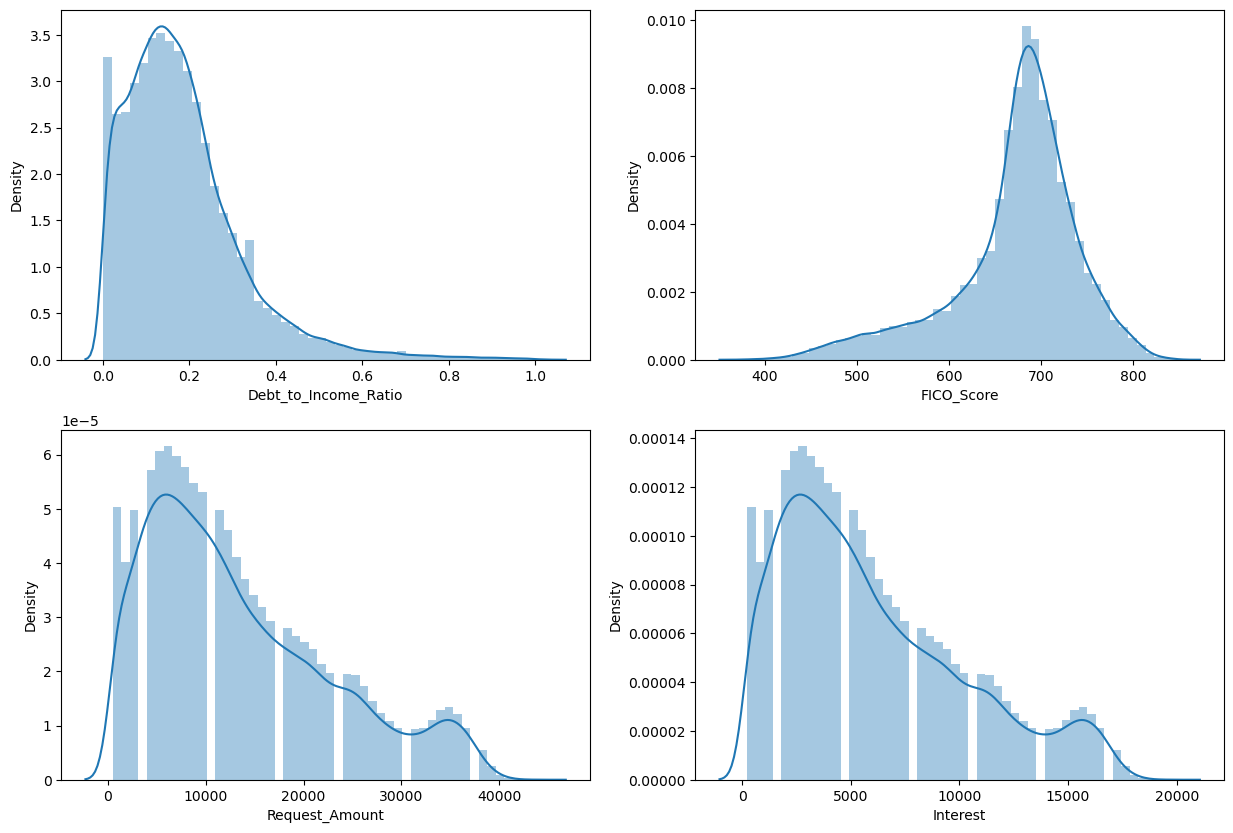 3.5
3.0
2.5
2.0
1.5
1.0
0.5
0.0
Density
0.0 0.2 0.4 0.6 0.8 1.0
Debt_to_Income_Ratio
0.010
0.008
0.006
0.004
0.002
0.000
Density
400 500 600 700 800
FICO_Score
1e−5
6
5
4
3
2
1
0
Density
0 10000 20000 30000 40000
Request_Amount
0.00014
0.00012
0.00010
0.00008
0.00006
0.00004
0.00002
0.00000
Density
0 5000 10000 15000 20000
Interest